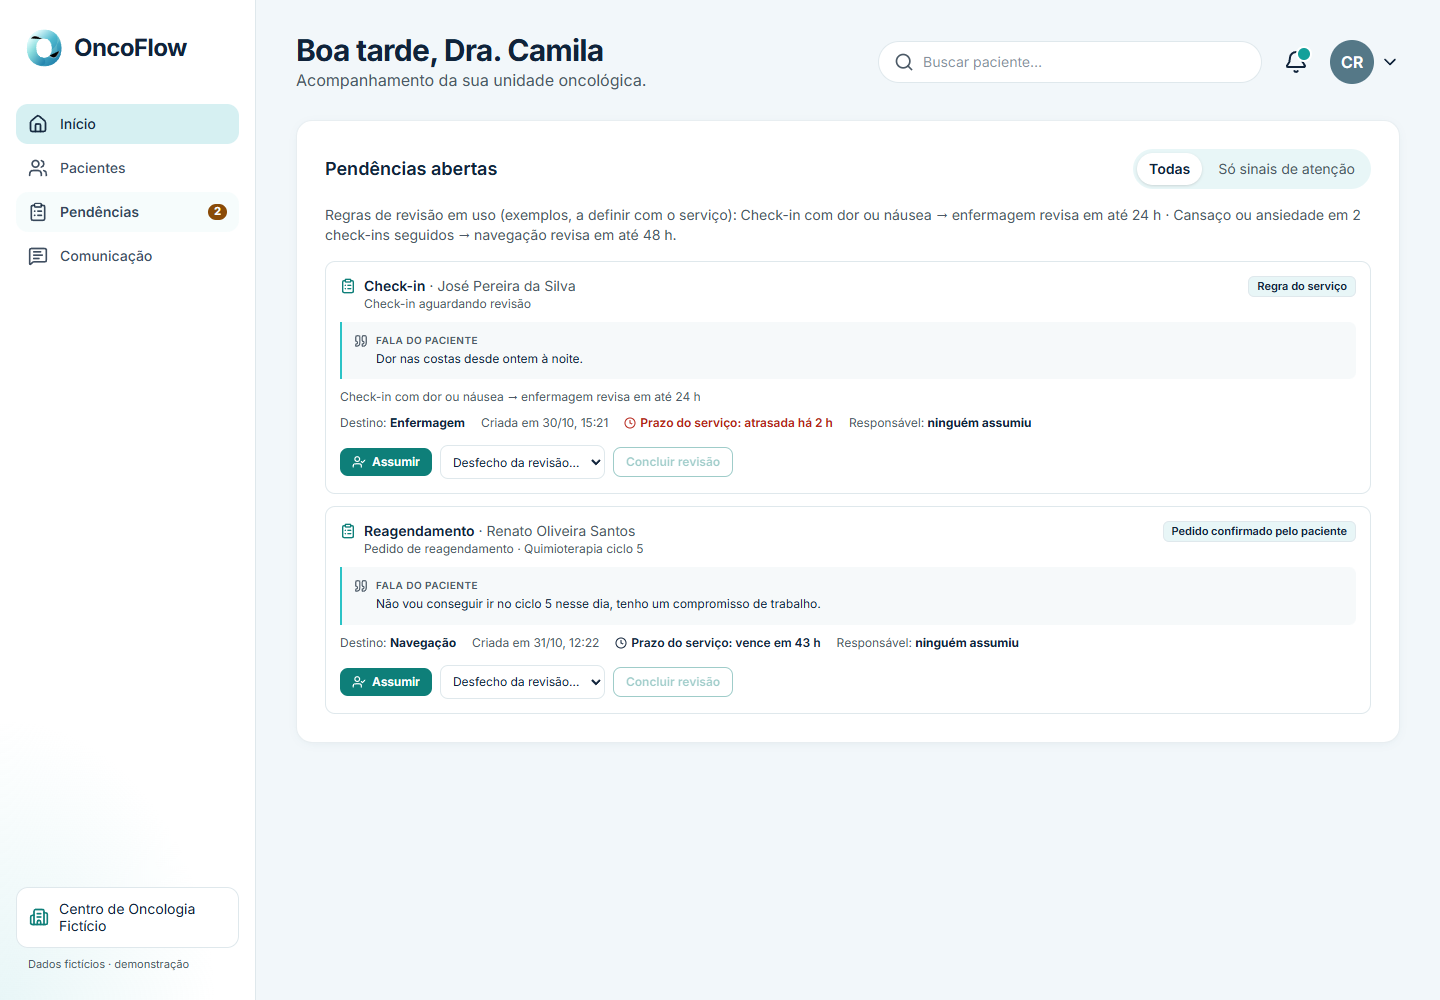 OncoFlow
Início
Pacientes
Pendências
2
Comunicação
Centro de Oncologia
Fictício
Dados fictícios · demonstração
Boa tarde, Dra. Camila
Acompanhamento da sua unidade oncológica.
Buscar paciente...
CR
Pendências abertas
Todas
Só sinais de atenção
Regras de revisão em uso (exemplos, a definir com o serviço): Check-in com dor ou náusea → enfermagem revisa em até 24 h · Cansaço ou ansiedade em 2
check-ins seguidos → navegação revisa em até 48 h.
Check-in · José Pereira da Silva
Regra do serviço
Check-in aguardando revisão
FALA DO PACIENTE
Dor nas costas desde ontem à noite.
Check-in com dor ou náusea → enfermagem revisa em até 24 h
Destino: Enfermagem Criada em 30/10, 15:21 Prazo do serviço: atrasada há 2 h Responsável: ninguém assumiu
Assumir Desfecho da revisão... Concluir revisão
Reagendamento · Renato Oliveira Santos
Pedido confirmado pelo paciente
Pedido de reagendamento · Quimioterapia ciclo 5
FALA DO PACIENTE
Não vou conseguir ir no ciclo 5 nesse dia, tenho um compromisso de trabalho.
Destino: Navegação Criada em 31/10, 12:22 Prazo do serviço: vence em 43 h Responsável: ninguém assumiu
Assumir Desfecho da revisão... Concluir revisão